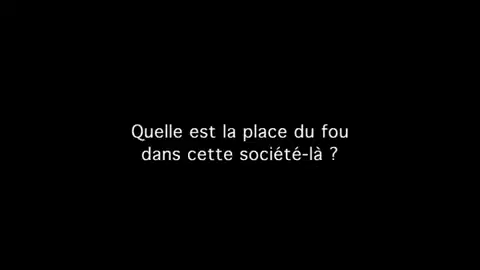 Quelle est la place du fou
dans cette société-là ?